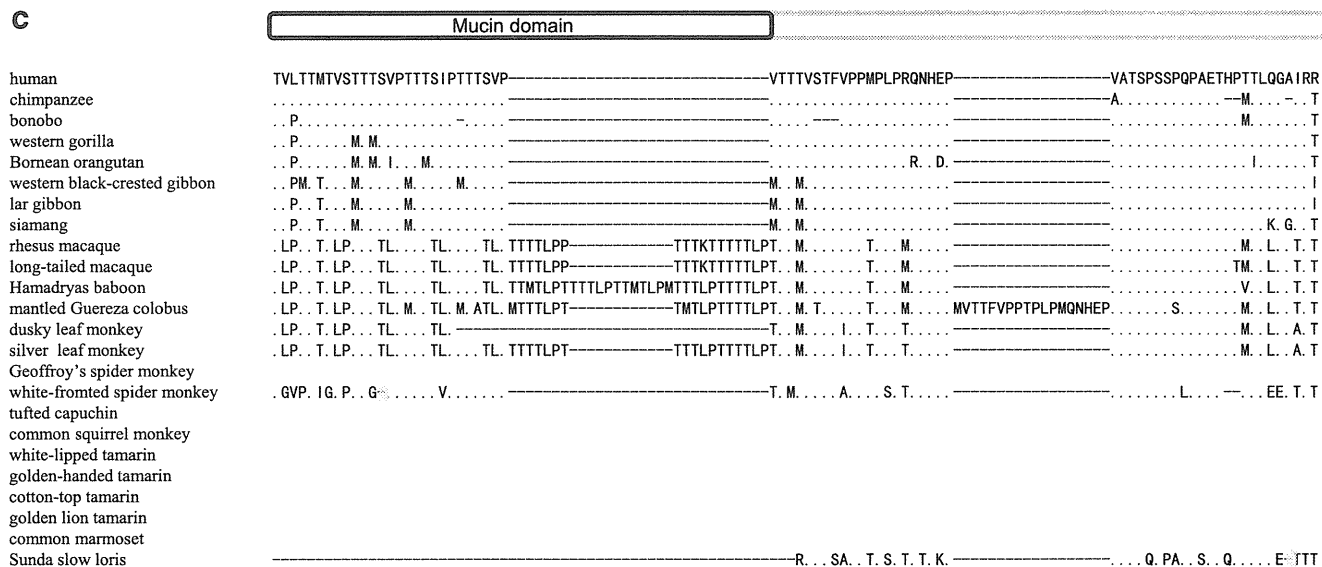 C
Mucin domain
human TVLTTMTVSTTTSVPTTTSIPTTTSVP------------------------------VTTTVSTFVPPMPLPRQNHEP------------------VATSPSSPQPAETHPTTLQGAIRR
chimpanzee ...........................------------------------------.....................------------------A............--M....-..T
bonobo ..P..................-.....------------------------------.....---.............------------------...............M.......T
western gorilla ..P......M.M...............------------------------------.....................------------------.......................T
Bornean orangutan ..P......M.M.I...M.........------------------------------................R..D.------------------................I......T
western black-crested gibbon ..PM.T...M.....M.....M.....------------------------------M..M.................------------------.......................I
lar gibbon ..P..T...M.....M...........------------------------------M..M.................------------------.......................I
siamang ..P..T...M.....M...........------------------------------M..M.................------------------..................K.G..T
rhesus macaque .LP..T.LP...TL....TL....TL.TTTTLPP------------TTTKTTTTTLPT..M.......T...M.....------------------...............M..L..T.T
long-tailed macaque .LP..T.LP...TL....TL....TL.TTTTLPP------------TTTKTTTTTLPT..M.......T...M.....------------------..............TM..L..T.T
Hamadryas baboon .LP..T.LP...TL....TL....TL.TTMTLPTTTTLPTTMTLPMTTTLPTTTTLPT..M.......T...M.....------------------...............V..L..T.T
mantled Guereza colobus .LP..T.LP...TL.M..TL.M.ATL.MTTTLPT------------TMTLPTTTTLPT..M.T.....T...M.....MVTTFVPPTPLPMQNHEP.......S.......M..L..T.T
dusky leaf monkey .LP..T.LP...TL....TL.------------------------------------T..M....I..T...T.....------------------...............M..L..A.T
silver leaf monkey .LP..T.LP...TL....TL....TL.TTTTLPT------------TTTLPTTTTLPT..M....I..T...T.....------------------...............M..L..A.T
Geoffroy's spider monkey
white-fromted spider monkey .GVP.IG.P..G.......V.......------------------------------T.M.....A....S.T.....------------------........L....--...EE.T.T
tufted capuchin
common squirrel monkey
white-lipped tamarin
golden-handed tamarin
cotton-top tamarin
golden lion tamarin
common marmoset
Sunda slow loris ------------------------------------------------------------R...SA..T.S.T.T.K.------------------....Q.PA..S..Q.....E.TTT